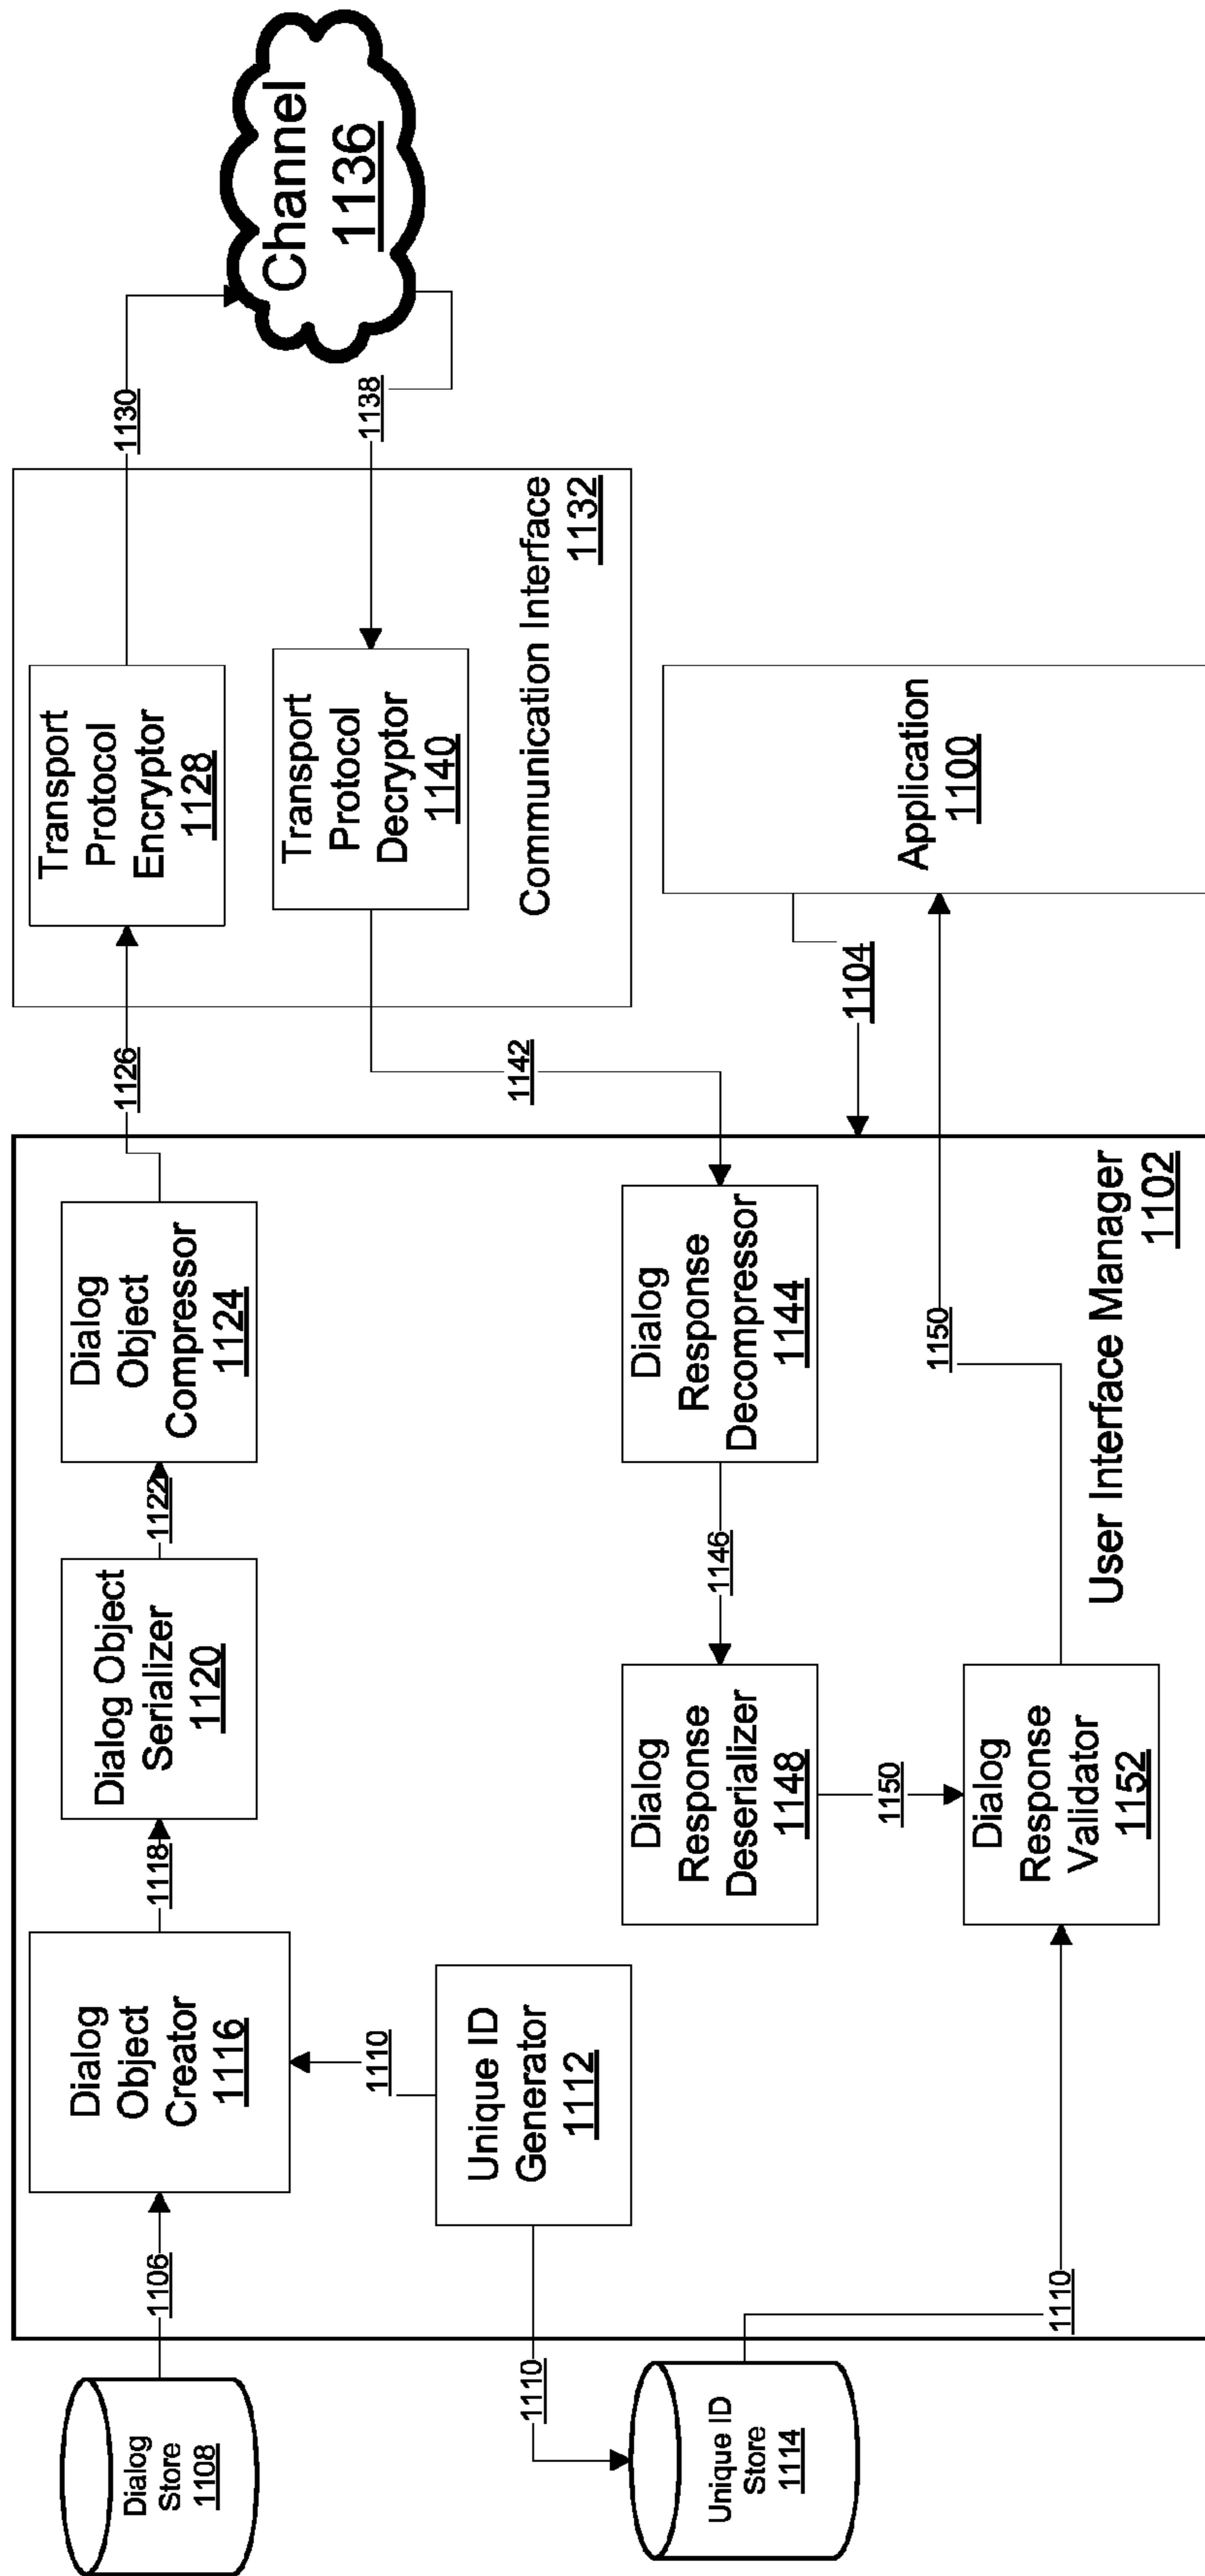 Dialog
Store
1108
1106
Dialog
Object
Creator
1116
1118
Dialog Object
Serializer
1120
1122
Dialog
Object
Compressor
1124
1126
Transport
Protocol
Encryptor
1128
1130
Channel
1136
1110
Unique ID
Generator
1112
1110
1138
Transport
Protocol
Decryptor
1140
Communication Interface
1132
1142
Unique ID
Store
1114
Dialog
Response
Deserializer
1148
1146
Dialog
Response
Decompressor
1144
1150
1104
Application
1100
1110
Dialog
Response
Validator
1152
1150
User Interface Manager
1102